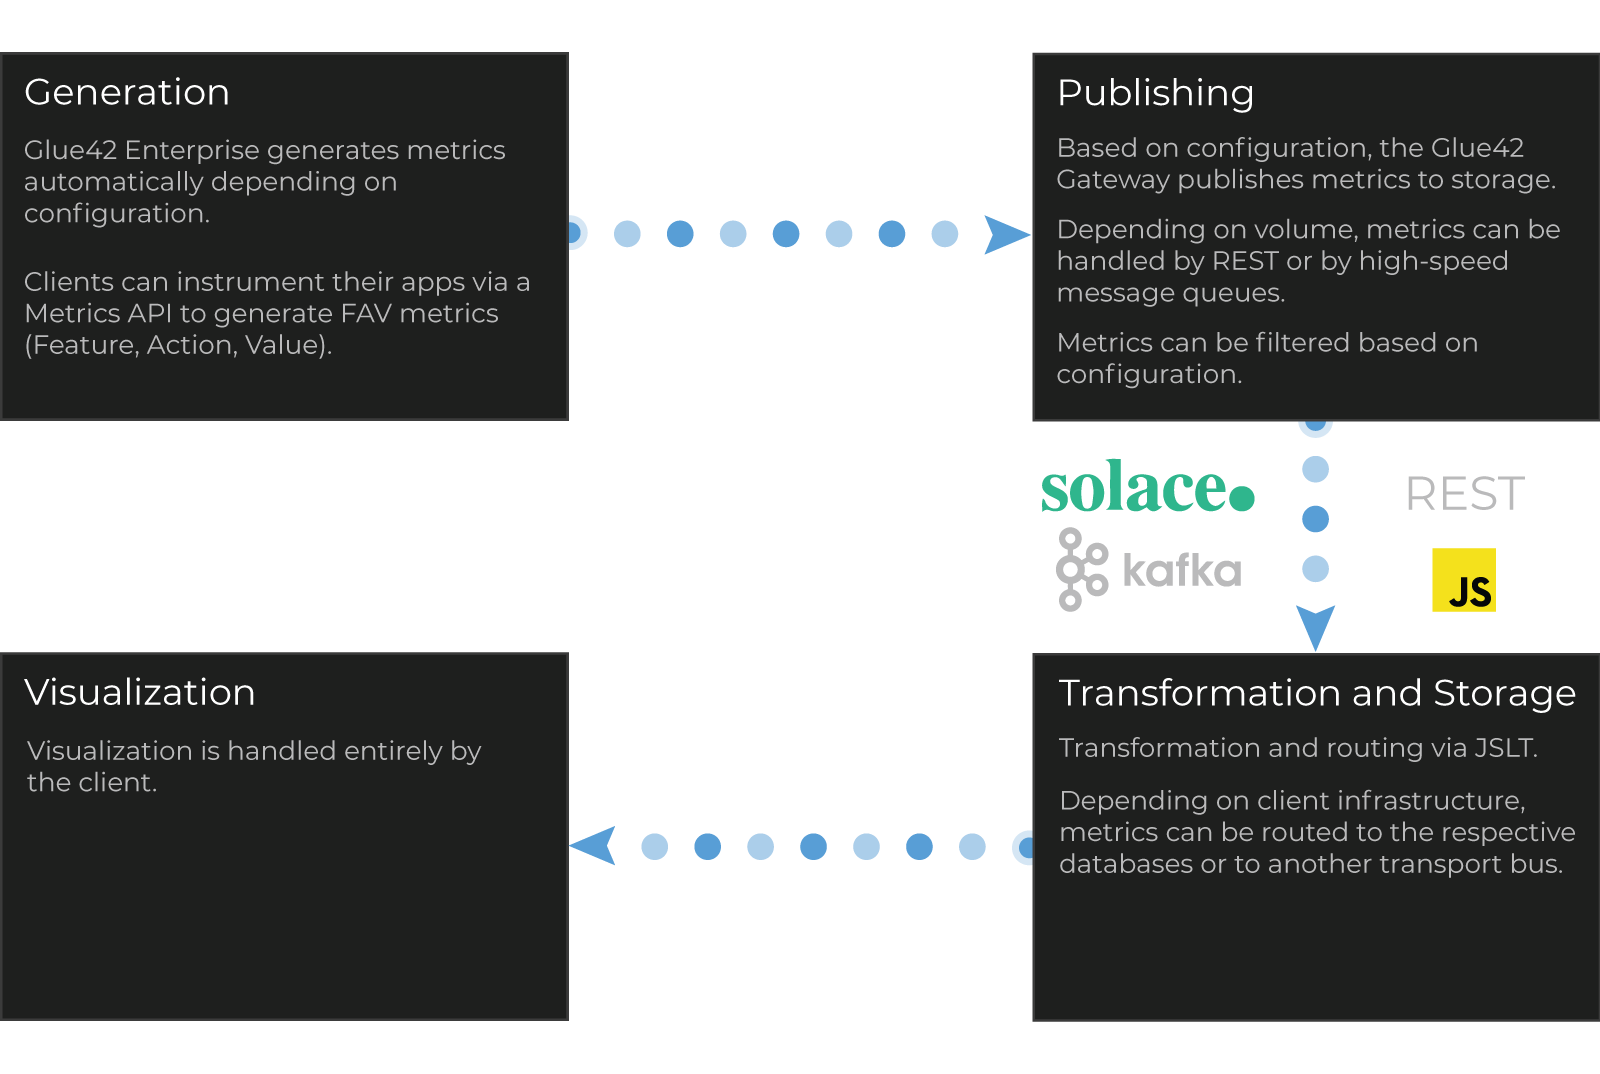 Generation
Glue42 Enterprise generates metrics
automatically depending on
configuration.
Clients can instrument their apps via a
Metrics API to generate FAV metrics
(Feature, Action, Value).
Publishing
Based on configuration, the Glue42
Gateway publishes metrics to storage.
Depending on volume, metrics can be
handled by REST or by high-speed
message queues.
Metrics can be filtered based on
configuration.
solace.
kafka
REST
JS
Transformation and Storage
Transformation and routing via JSLT.
Depending on client infrastructure,
metrics can be routed to the respective
databases or to another transport bus.
Visualization
Visualization is handled entirely by
the client.